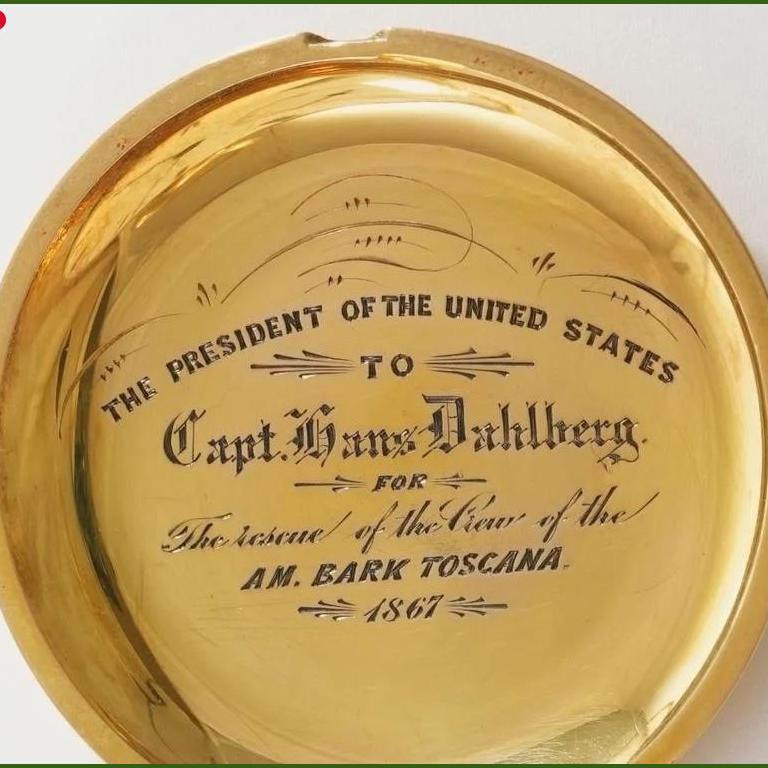 THE PRESIDENT OF THE UNITED STATES
TO
Capt. Hans Dahlberg.
FOR
The rescue of the Crew of the
AM. BARK TOSCANA.
1867